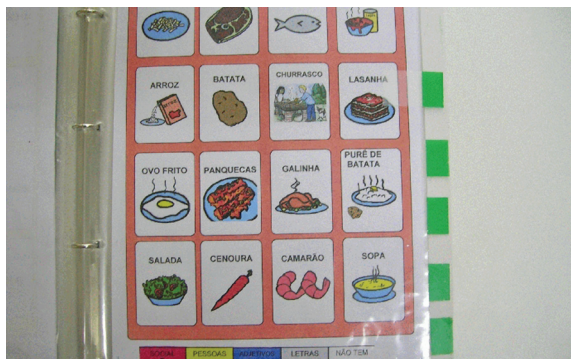 ARROZ BATATA CHURRASCO LASANHA
OVO FRITO PANQUECAS GALINHA PURÊ DE
BATATA
SALADA CENOURA CAMARÃO SOPA
SOCIAL PESSOAS ADJETIVOS LETRAS NÃO TEM